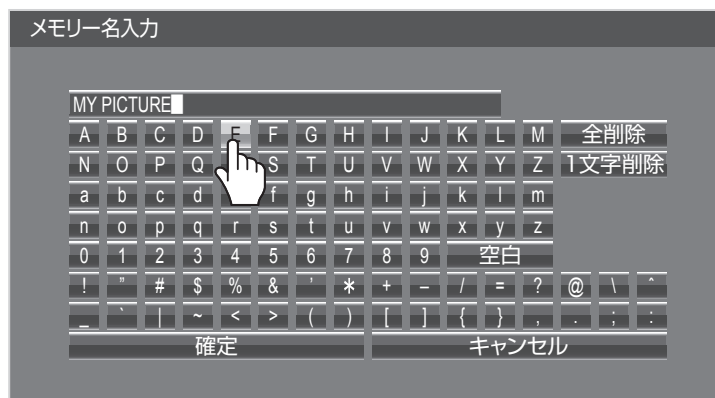 メモリー名入力
MY PICTURE
A B C D E F G H I J K L M 全削除
N O P Q S T U V W X Y Z 1文字削除
a b c d f g h i j k l m
n o p q r s t u v w x y z
0 1 2 3 4 5 6 7 8 9 空白
! " # $ % & ' * + - / = ? @ \ ^
_ ` | ~ < > ( ) [ ] { } , . ; :
確定 キャンセル